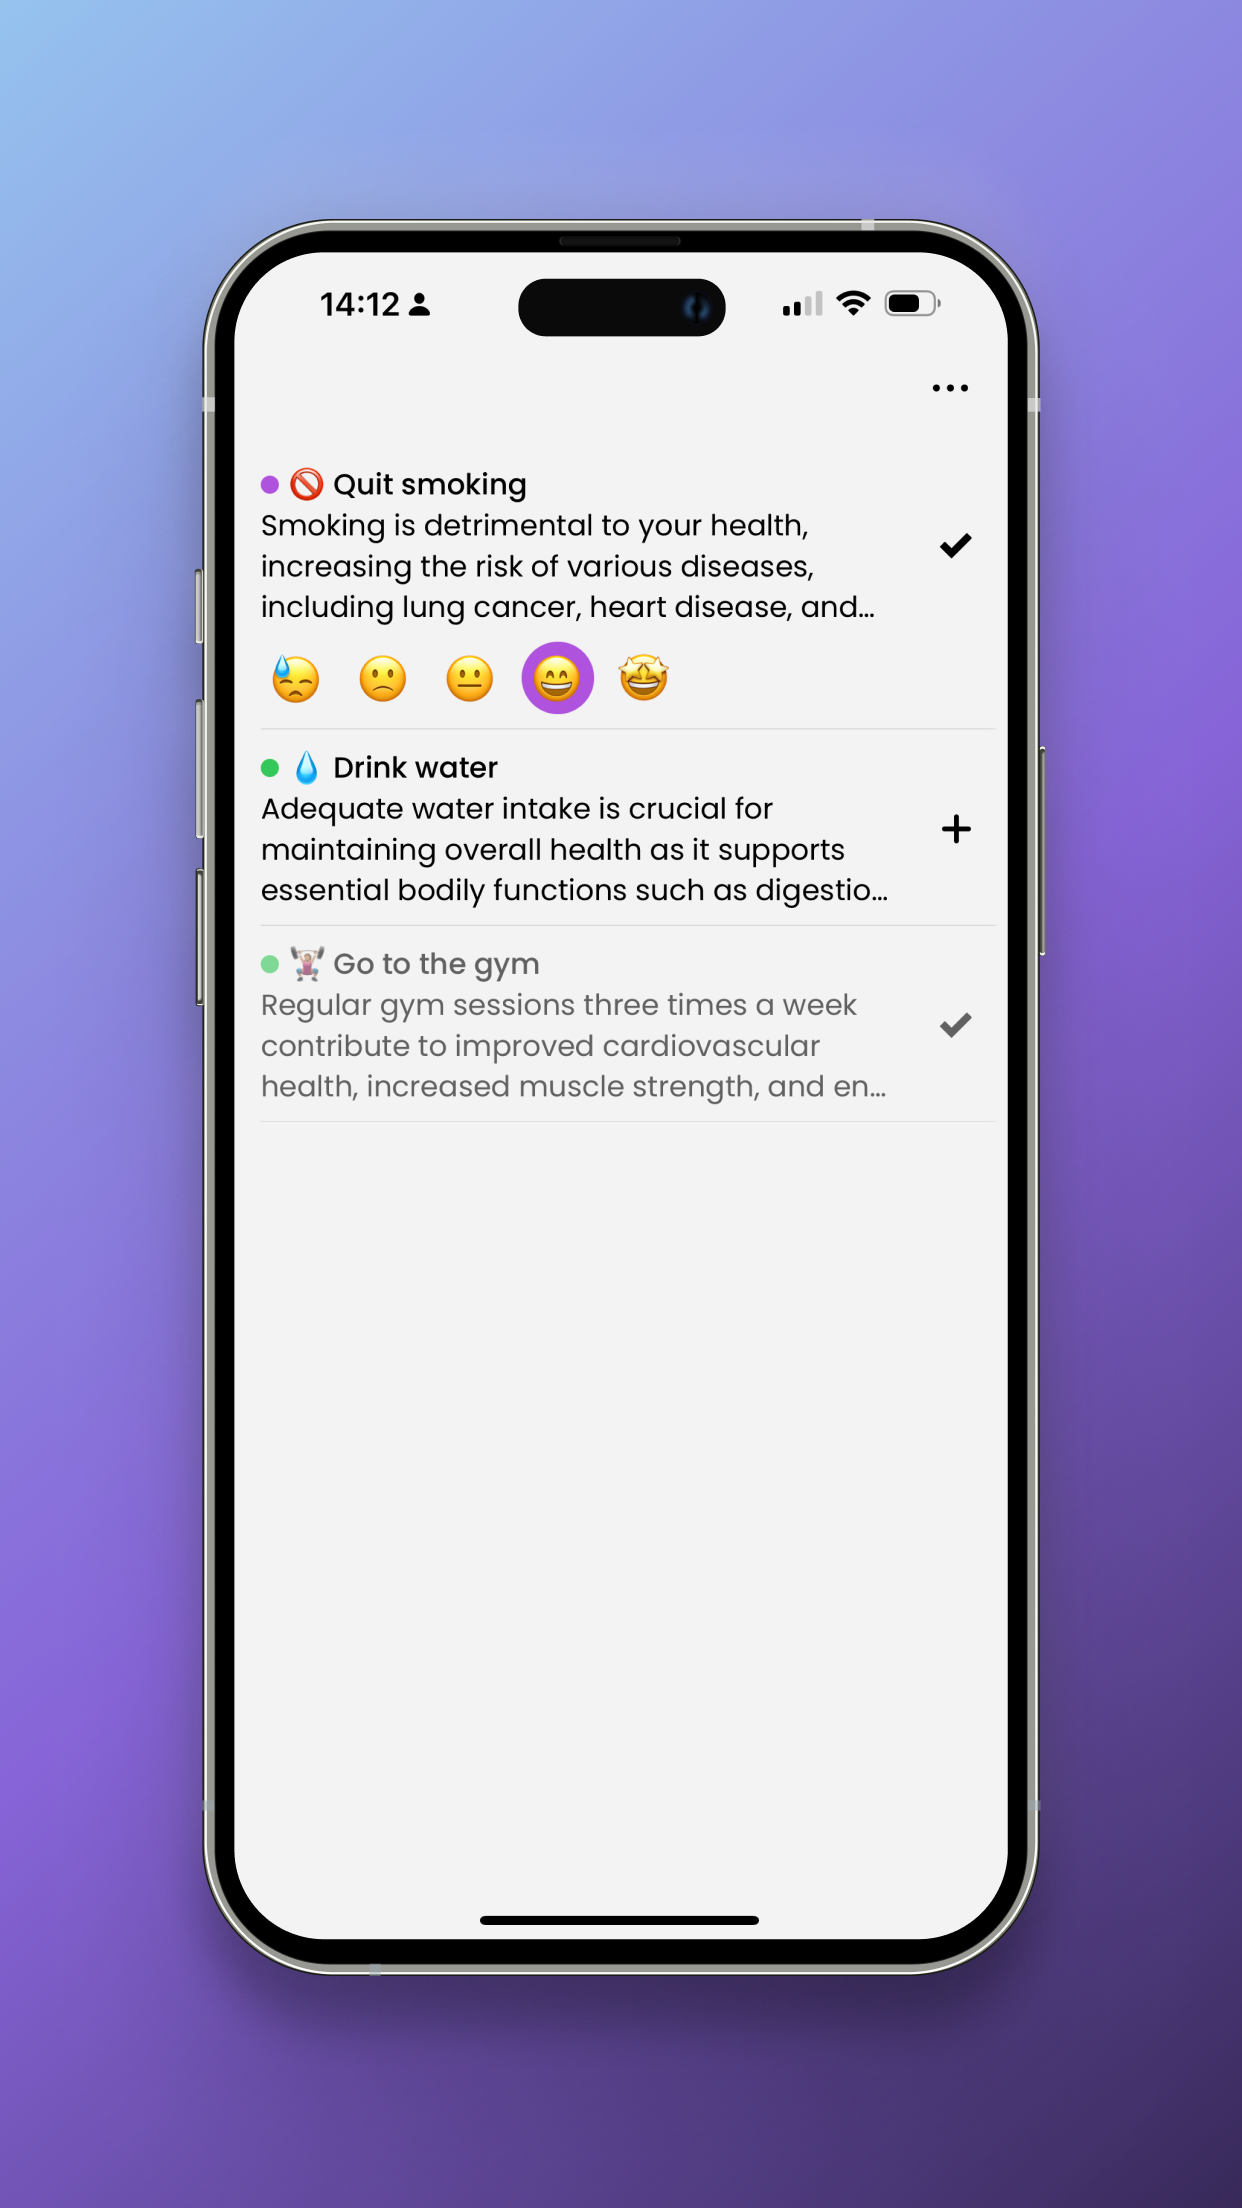 14:12
🚫 Quit smoking
Smoking is detrimental to your health,
increasing the risk of various diseases,
including lung cancer, heart disease, and...
💧 Drink water
Adequate water intake is crucial for
maintaining overall health as it supports
essential bodily functions such as digestio...
🏋️ Go to the gym
Regular gym sessions three times a week
contribute to improved cardiovascular
health, increased muscle strength, and en...